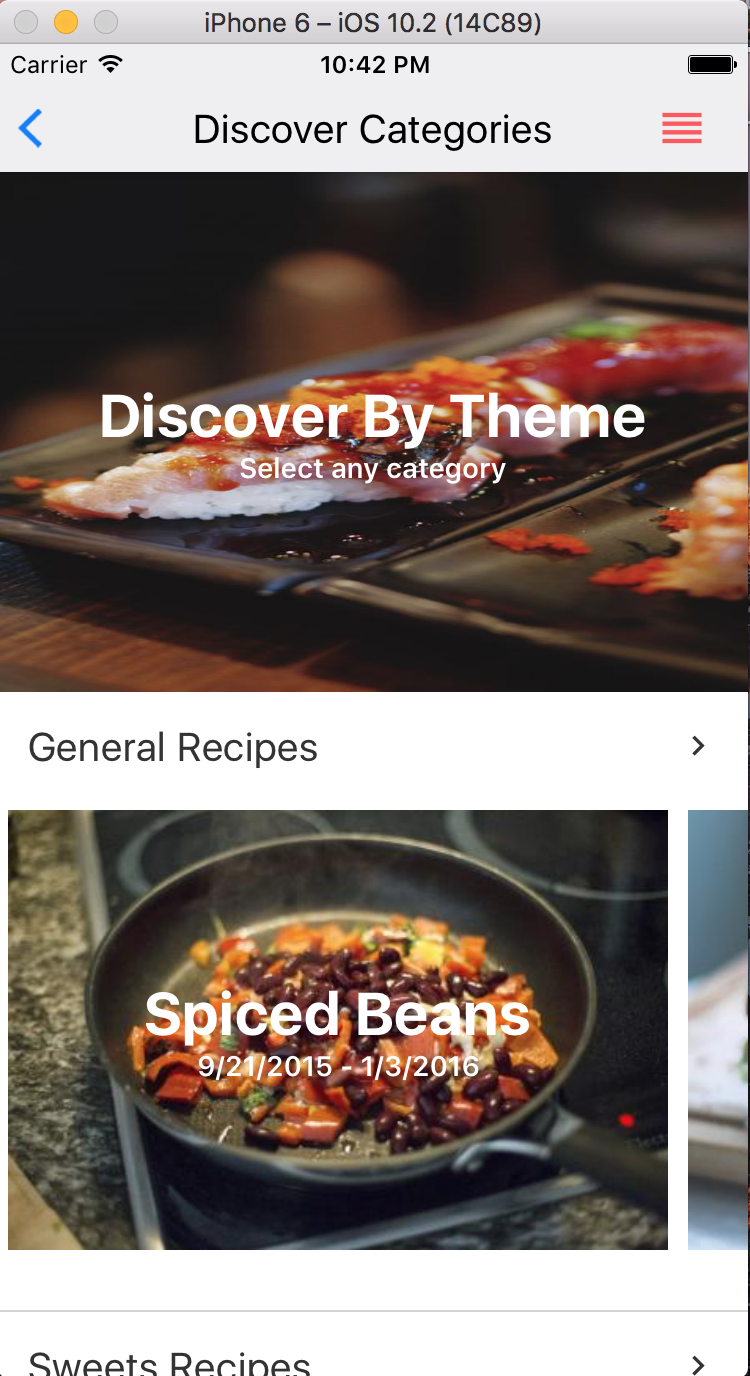 iPhone 6 – iOS 10.2 (14C89)
Carrier 10:42 PM
Discover Categories
Discover By Theme
Select any category
General Recipes
Spiced Beans
9/21/2015 - 1/3/2016
Sweets Recipes